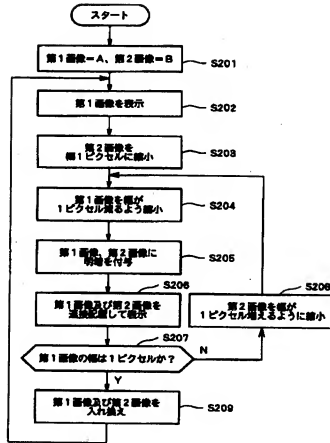 スタート
第1画像=A、第2画像=B
S201
第1画像を表示
S202
第2画像を
幅1ピクセルに縮小
S203
第1画像を幅が
1ピクセル減るよう縮小
S204
第1画像、第2画像に
明暗を付与
S205
S206
第1画像及び第2画像を
隣接配置して表示
S207
第1画像の幅は1ピクセルか?
N
S208
第2画像を幅が
1ピクセル増えるように縮小
Y
第1画像及び第2画像を
入れ換え
S209